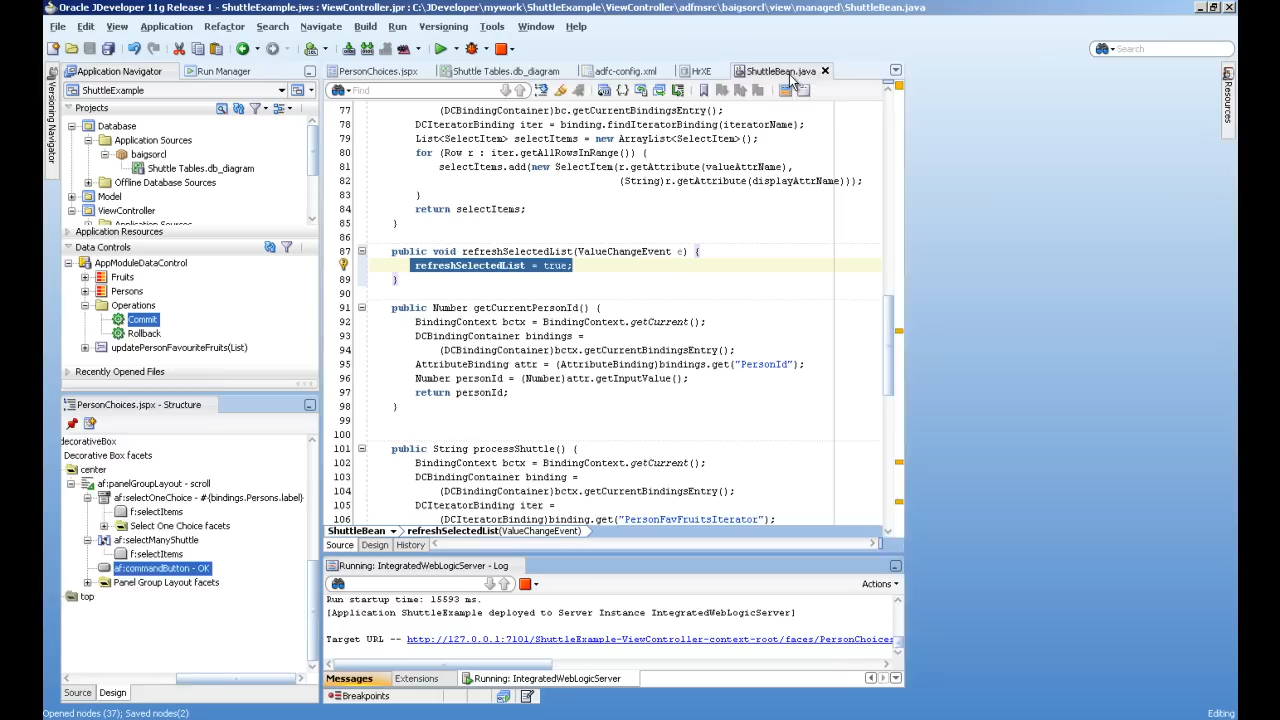 Oracle JDeveloper 11g Release 1 - ShuttleExample.jws : ViewController.jpr : C:\JDeveloper\mywork\ShuttleExample\ViewController\adfmsrc\baigsorcl\view\managed\ShuttleBean.java
File Edit View Application Refactor Search Navigate Build Run Versioning Tools Window Help
Search
Application Navigator
Run Manager
PersonChoices.jspx
Shuttle Tables.db_diagram
adfc-config.xml
HrXE
ShuttleBean.java
Versioning Navigator
Resources
ShuttleExample
Find
Projects
Database
Application Sources
baigsorcl
Shuttle Tables.db_diagram
Offline Database Sources
Model
ViewController
Application Sources
Application Resources
Data Controls
AppModuleDataControl
Fruits
Persons
Operations
Commit
Rollback
updatePersonFavouriteFruits(List)
Recently Opened Files
PersonChoices.jspx - Structure
decorativeBox
Decorative Box facets
center
af:panelGroupLayout - scroll
af:selectOneChoice - #{bindings.Persons.label}
f:selectItems
Select One Choice facets
af:selectManyShuttle
f:selectItems
af:commandButton - OK
Panel Group Layout facets
top
Source Design
77 (DCBindingContainer)bc.getCurrentBindingsEntry();
78 DCIteratorBinding iter = binding.findIteratorBinding(iteratorName);
79 List<SelectItem> selectItems = new ArrayList<SelectItem>();
80 for (Row r : iter.getAllRowsInRange()) {
81 selectItems.add(new SelectItem(r.getAttribute(valueAttrName),
82 (String)r.getAttribute(displayAttrName)));
83 }
84 return selectItems;
85 }
86
87 public void refreshSelectedList(ValueChangeEvent e) {
refreshSelectedList = true;
89 }
90
91 public Number getCurrentPersonId() {
92 BindingContext bctx = BindingContext.getCurrent();
93 DCBindingContainer bindings =
94 (DCBindingContainer)bctx.getCurrentBindingsEntry();
95 AttributeBinding attr = (AttributeBinding)bindings.get("PersonId");
96 Number personId = (Number)attr.getInputValue();
97 return personId;
98 }
99
100
101 public String processShuttle() {
102 BindingContext bctx = BindingContext.getCurrent();
103 DCBindingContainer binding =
104 (DCBindingContainer)bctx.getCurrentBindingsEntry();
105 DCIteratorBinding iter =
106 (DCIteratorBinding)binding.get("PersonFavFruitsIterator");
ShuttleBean refreshSelectedList(ValueChangeEvent)
Source Design History
Running: IntegratedWebLogicServer - Log
Actions
Run startup time: 15593 ms.
[Application ShuttleExample deployed to Server Instance IntegratedWebLogicServer]
Target URL -- http://127.0.0.1:7101/ShuttleExample-ViewController-context-root/faces/PersonChoices
Messages Extensions Running: IntegratedWebLogicServer
Breakpoints
Opened nodes (37); Saved nodes(2)
Editing